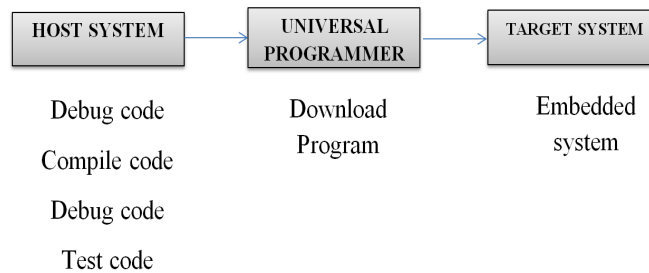 HOST SYSTEM
UNIVERSAL
PROGRAMMER
TARGET SYSTEM
Debug code
Compile code
Debug code
Test code
Download
Program
Embedded
system